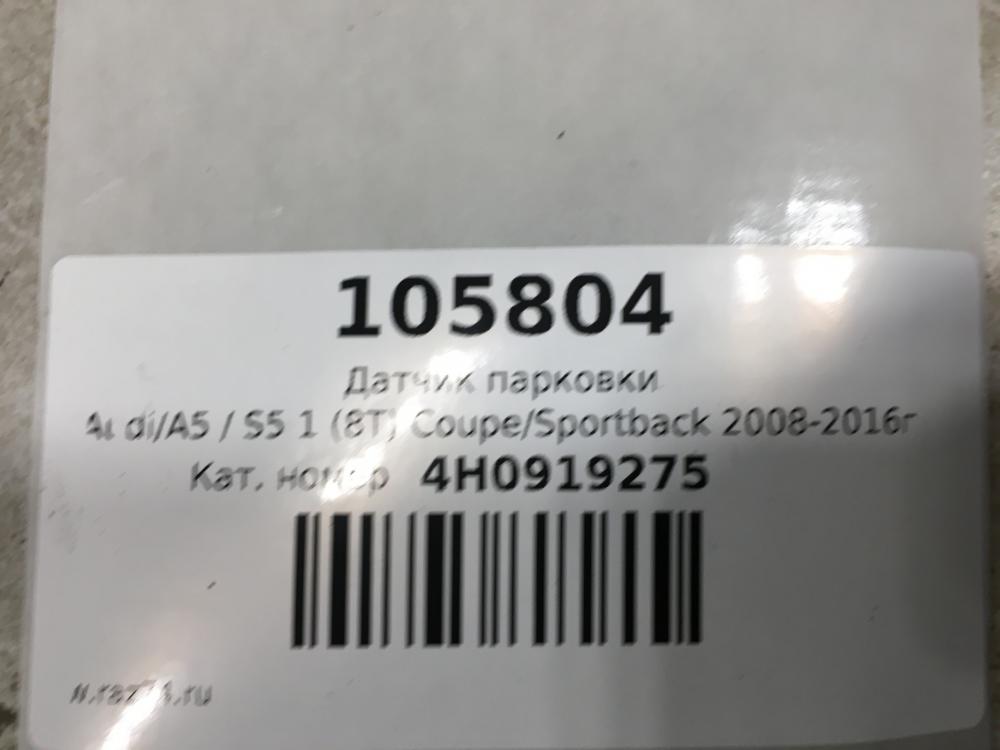 105804
Датчик парковки
Audi/A5 / S5 1 (8T) Coupe/Sportback 2008-2016г
Кат. номер 4H0919275